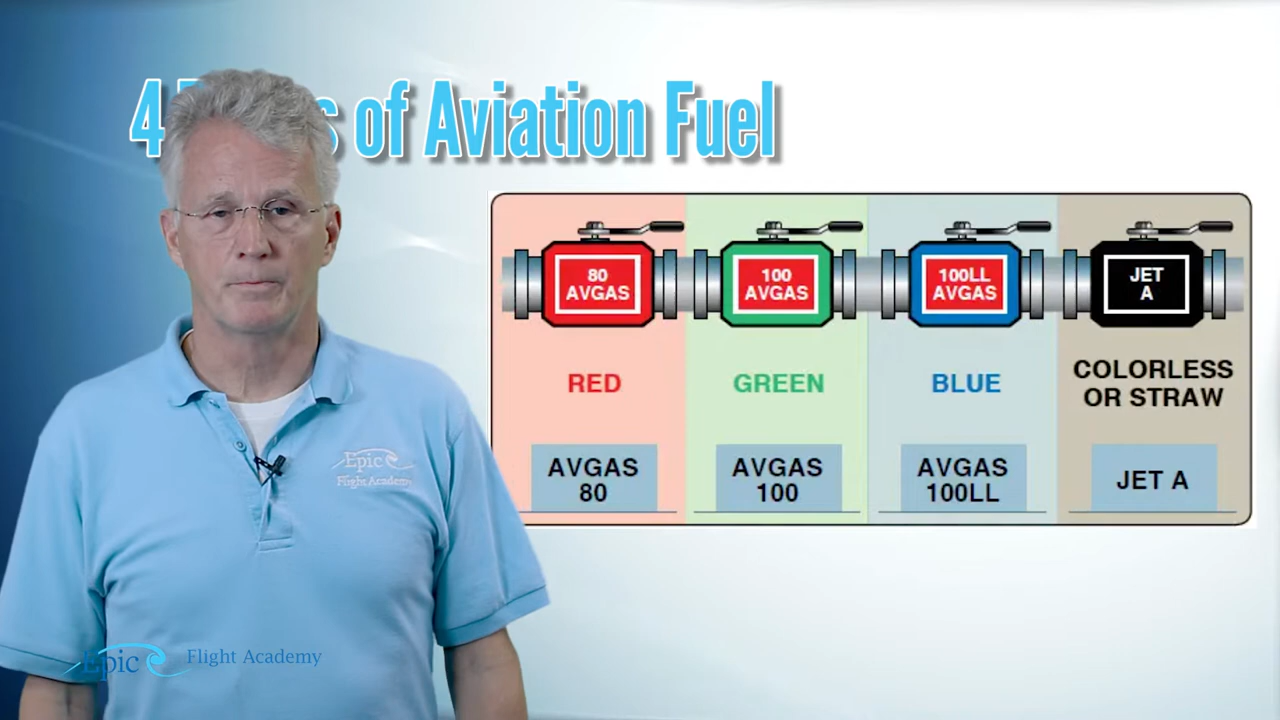 4 of Aviation Fuel
80
AVGAS
100
AVGAS
100LL
AVGAS
JET
A
RED
GREEN
BLUE
COLORLESS
OR STRAW
AVGAS
80
AVGAS
100
AVGAS
100LL
JET A
Epic
Flight Academy
Epic Flight Academy